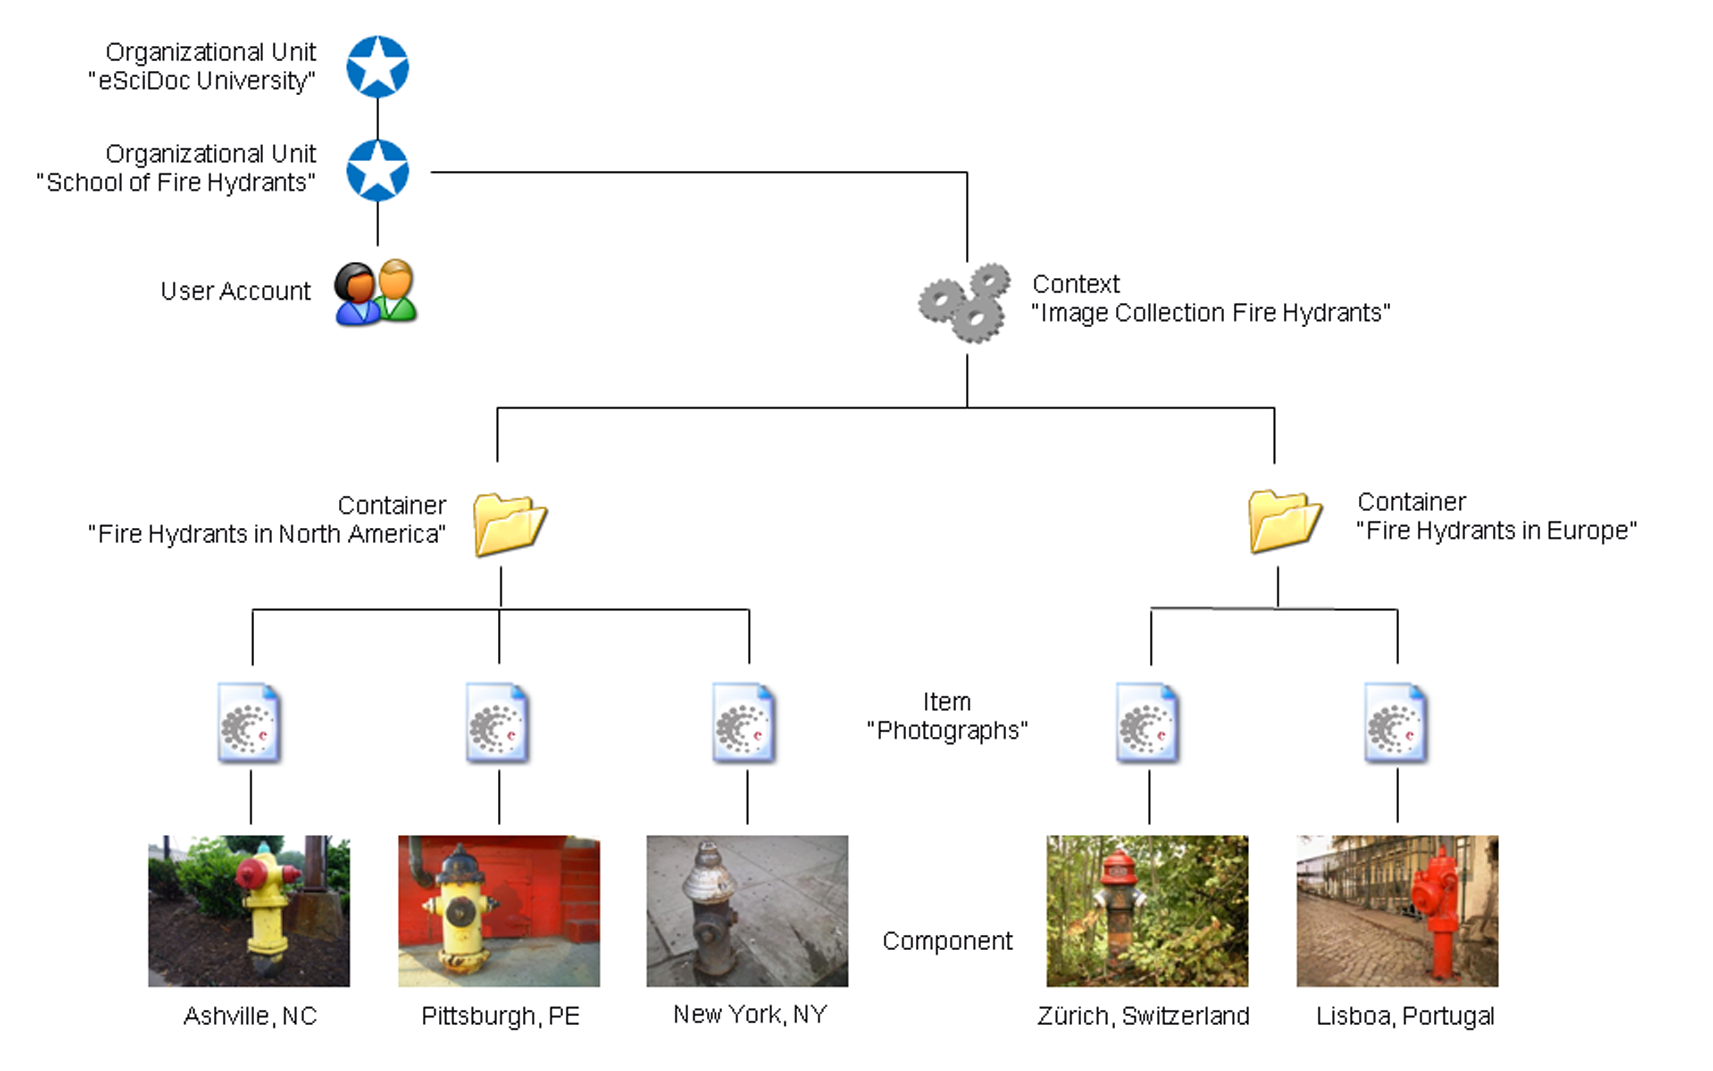 Organizational Unit
"eSciDoc University"
Organizational Unit
"School of Fire Hydrants"
User Account
Context
"Image Collection Fire Hydrants"
Container
"Fire Hydrants in North America"
Container
"Fire Hydrants in Europe"
Item
"Photographs"
e
e
e
e
e
Component
Ashville, NC
Pittsburgh, PE
New York, NY
Zürich, Switzerland
Lisboa, Portugal